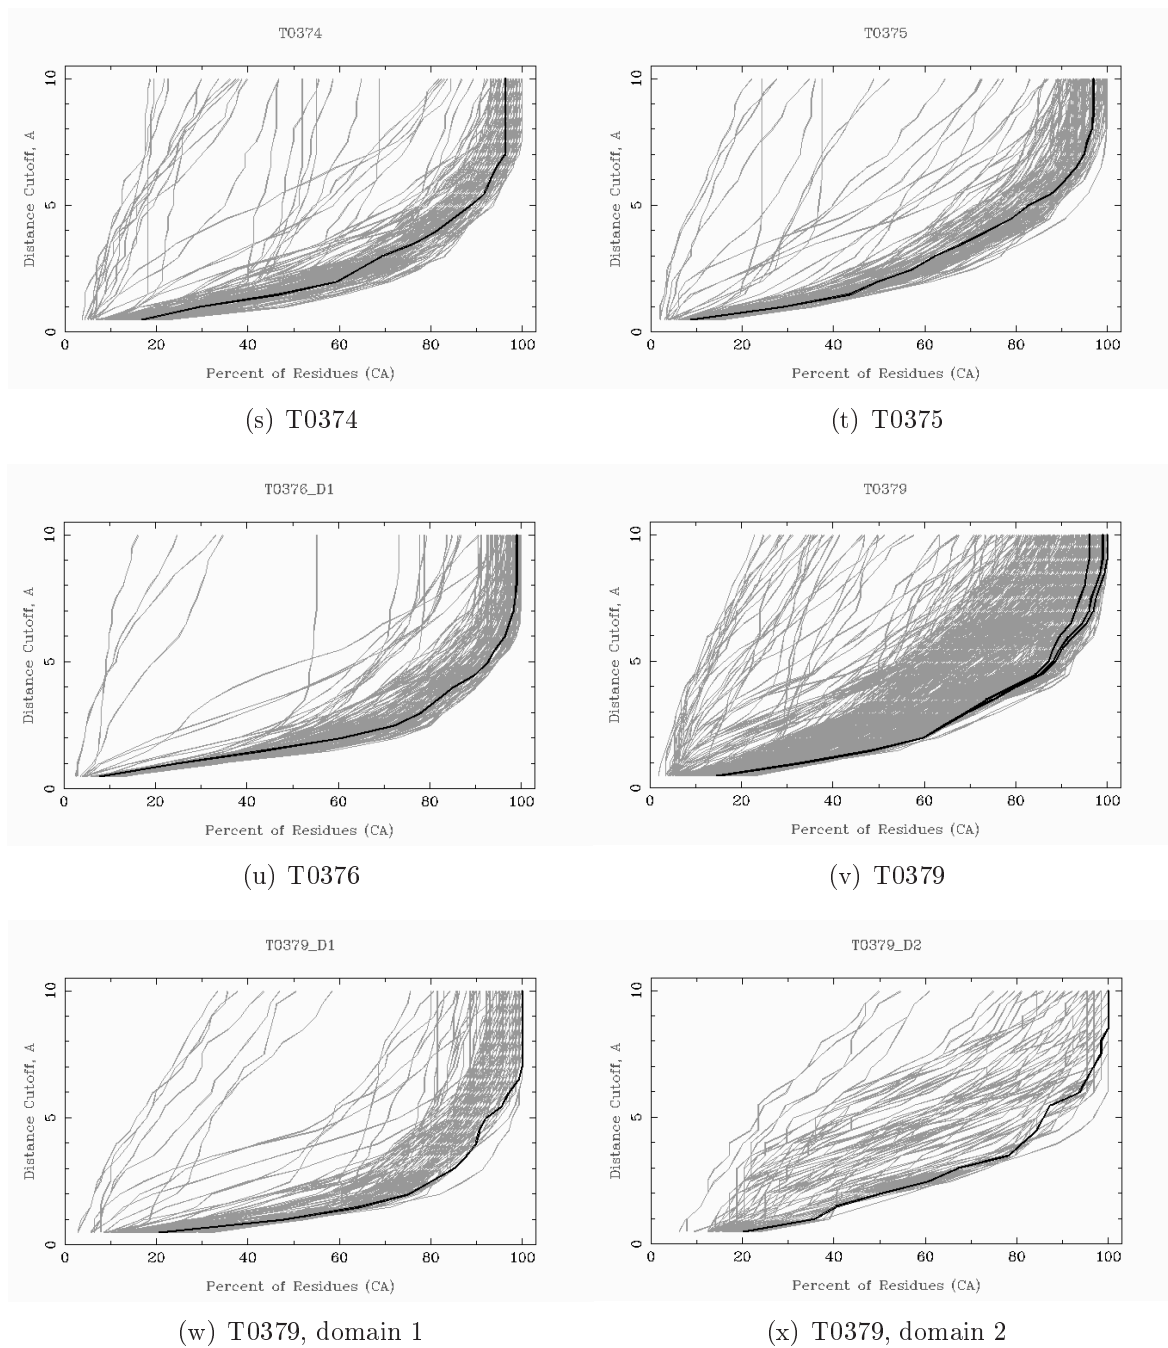 T0374
T0375
10
5
0
Distance Cutoff, A
0 20 40 60 80 100
Percent of Residues (CA)
10
5
0
Distance Cutoff, A
0 20 40 60 80 100
Percent of Residues (CA)
(s) T0374
(t) T0375
T0376_D1
T0379
10
5
0
Distance Cutoff, A
0 20 40 60 80 100
Percent of Residues (CA)
10
5
0
Distance Cutoff, A
0 20 40 60 80 100
Percent of Residues (CA)
(u) T0376
(v) T0379
T0379_D1
T0379_D2
10
5
0
Distance Cutoff, A
0 20 40 60 80 100
Percent of Residues (CA)
10
5
0
Distance Cutoff, A
0 20 40 60 80 100
Percent of Residues (CA)
(w) T0379, domain 1
(x) T0379, domain 2